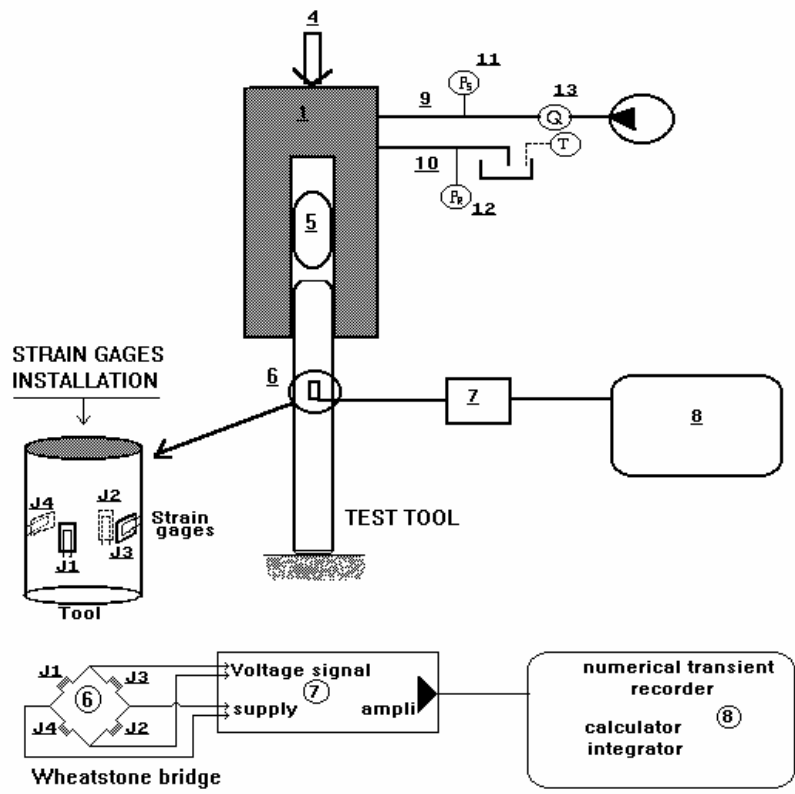 4
11
P_S
13
9
1
Q
T
10
P_R
12
5
STRAIN GAGES
INSTALLATION
6
7
8
J2
J4
Strain
gages
J3
J1
TEST TOOL
Tool
J1
J3
Voltage signal
numerical transient
recorder
6
7
8
J4
J2
supply
ampli
calculator
integrator
Wheatstone bridge